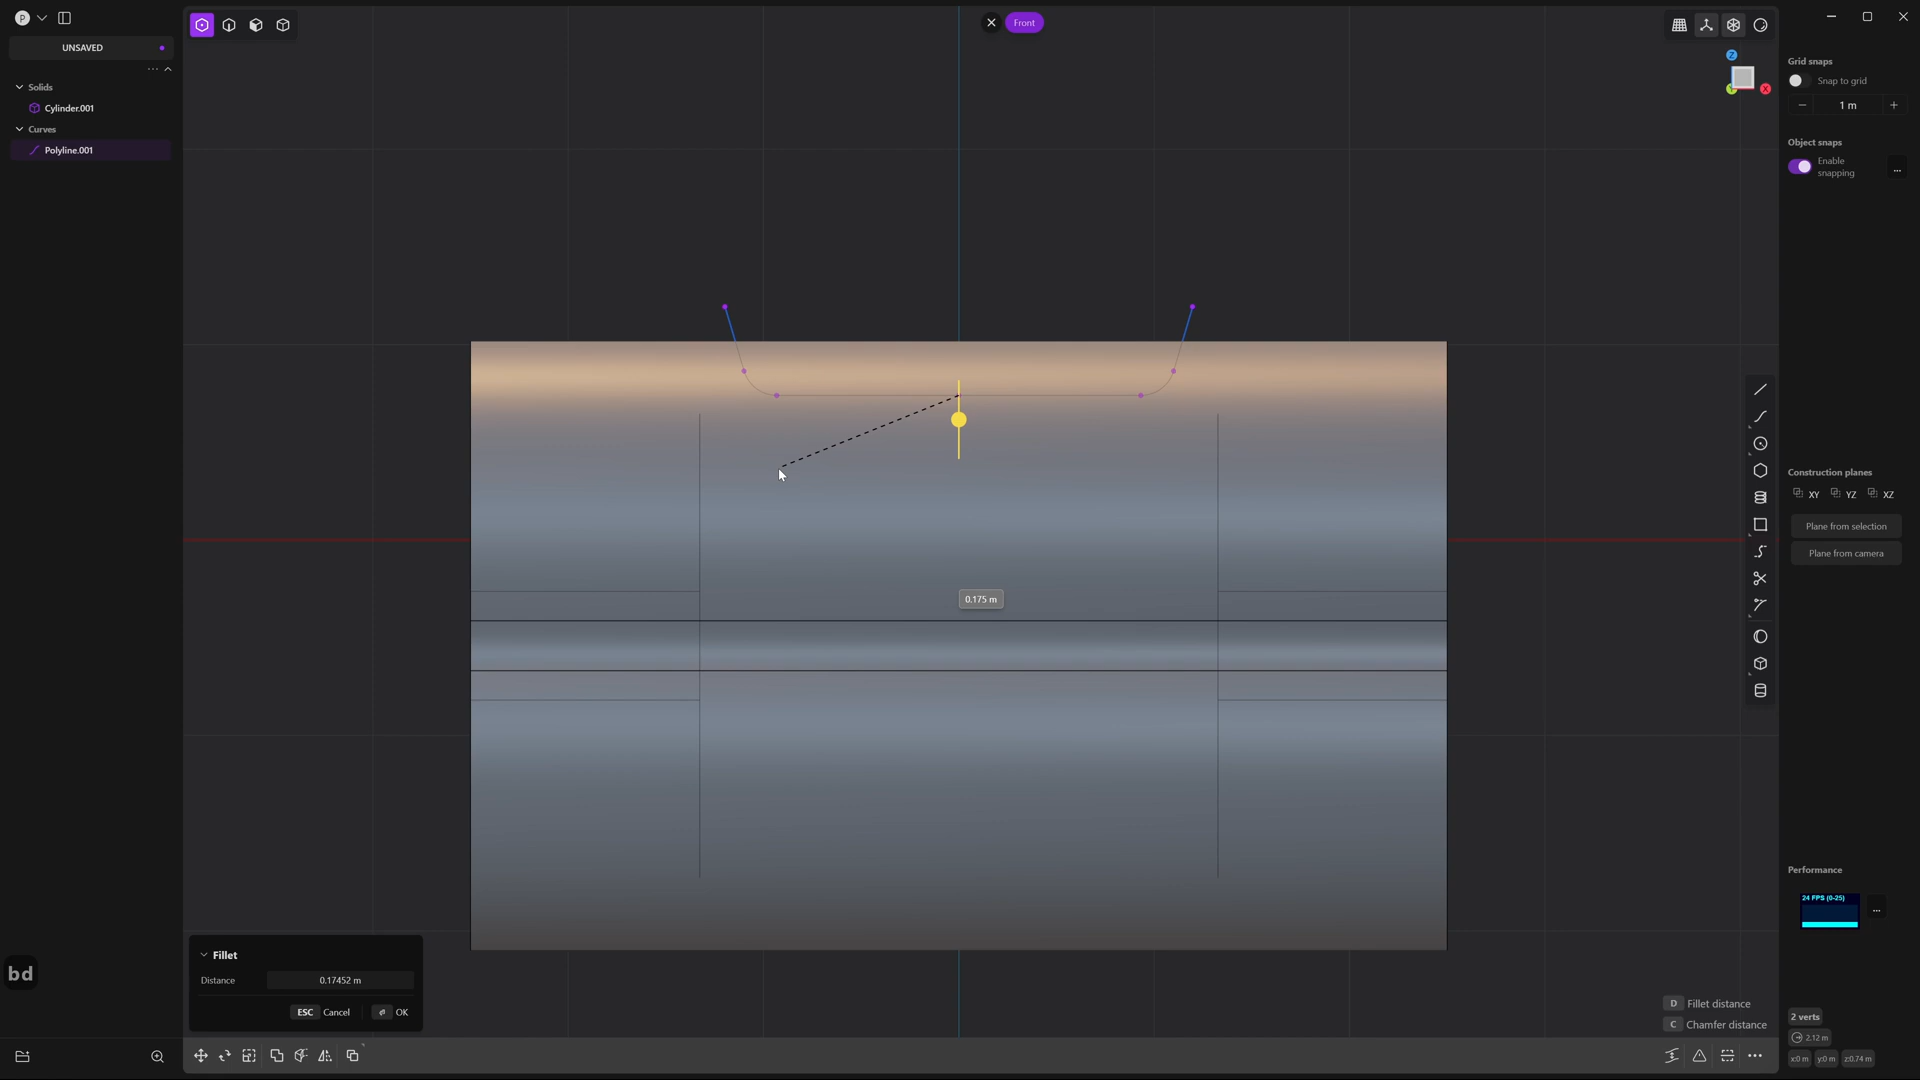 P
UNSAVED
Solids
Cylinder.001
Curves
Polyline.001
Front
Z
Y
X
Grid snaps
Snap to grid
1 m
Object snaps
Enable
snapping
...
0.175 m
Construction planes
XY YZ XZ
Plane from selection
Plane from camera
Performance
24 FPS (0-25)
...
Fillet
Distance 0.17452 m
ESC Cancel OK
bd
D Fillet distance
C Chamfer distance
2 verts
2.12 m
x:0 m y:0 m z:0.74 m